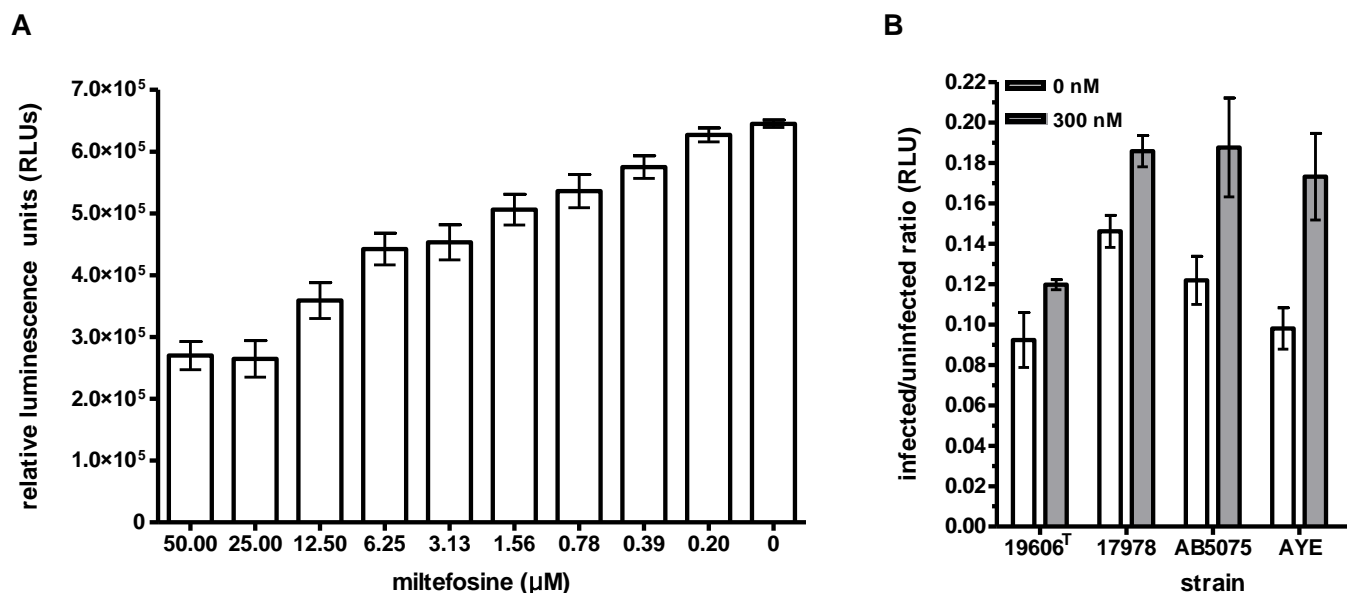 A
relative luminescence units (RLUs)
7.0×10⁵
6.0×10⁵
5.0×10⁵
4.0×10⁵
3.0×10⁵
2.0×10⁵
1.0×10⁵
0
50.00 25.00 12.50 6.25 3.13 1.56 0.78 0.39 0.20 0
miltefosine (µM)
B
infected/uninfected ratio (RLU)
0.22
0.20
0.18
0.16
0.14
0.12
0.10
0.08
0.06
0.04
0.02
0.00
0 nM
300 nM
19606ᵀ 17978 AB5075 AYE
strain